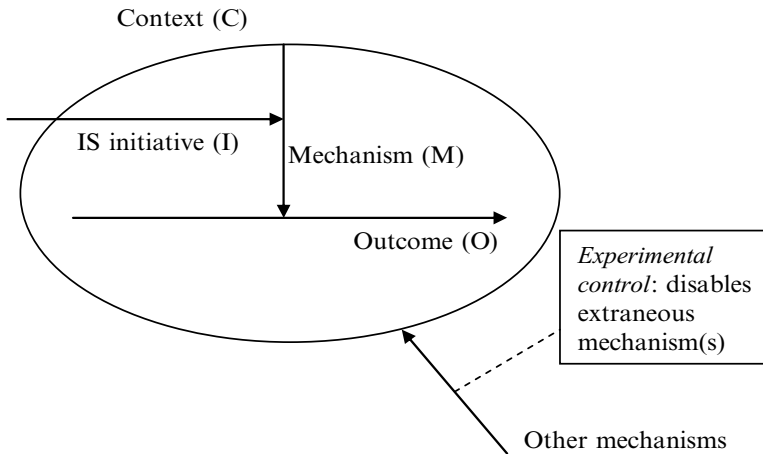 Context (C)
IS initiative (I)
Mechanism (M)
Outcome (O)
Experimental
control: disables
extraneous
mechanism(s)
Other mechanisms